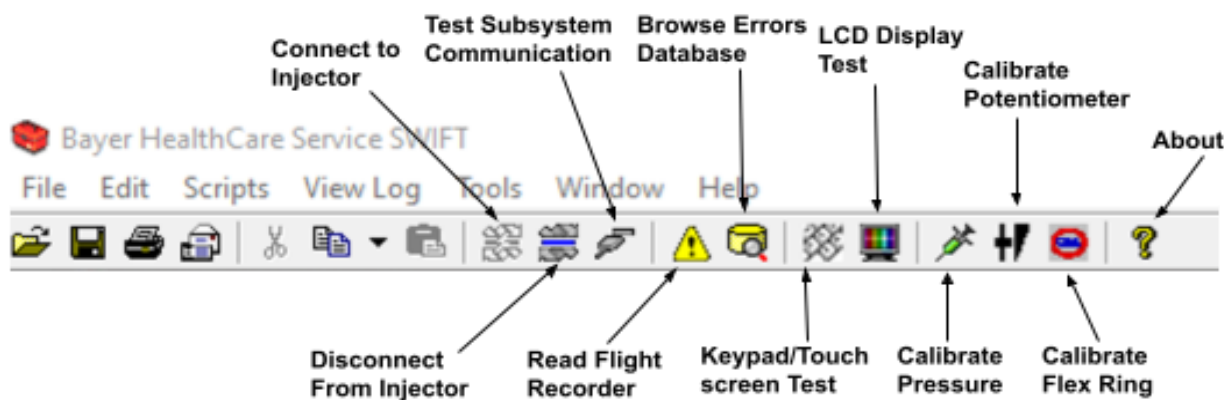 Test Subsystem
Communication
Browse Errors
Database
LCD Display
Test
Connect to
Injector
Calibrate
Potentiometer
About
Bayer HealthCare Service SWIFT
File Edit Scripts View Log Tools Window Help
Disconnect
From Injector
Read Flight
Recorder
Keypad/Touch
screen Test
Calibrate
Pressure
Calibrate
Flex Ring